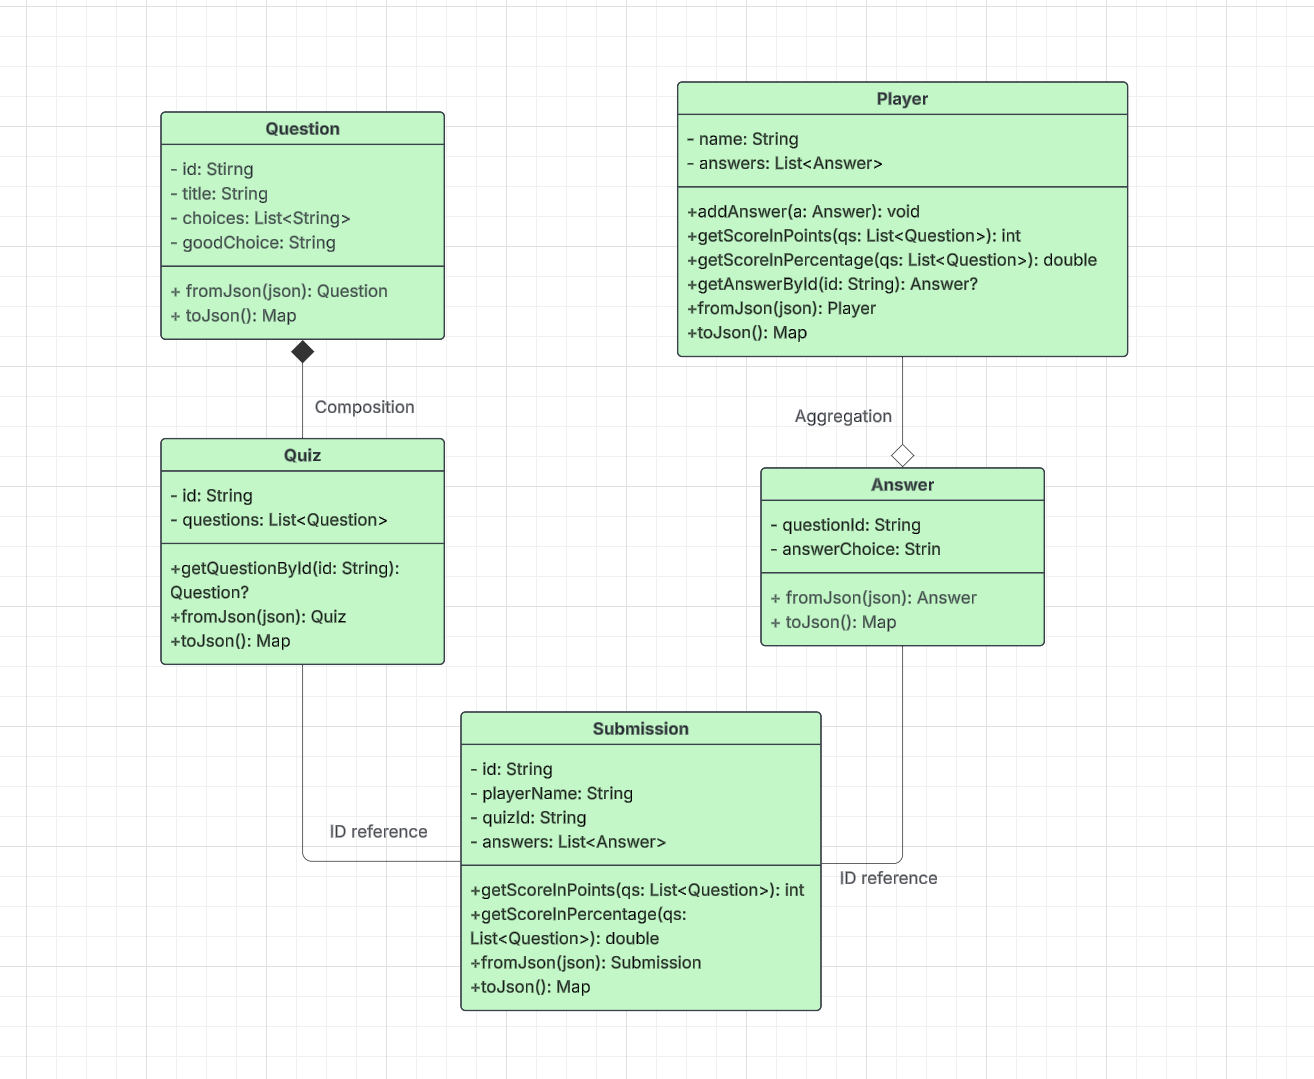 Question
- id: Stirng
- title: String
- choices: List<String>
- goodChoice: String
+ fromJson(json): Question
+ toJson(): Map
Composition
Quiz
- id: String
- questions: List<Question>
+getQuestionById(id: String):
Question?
+fromJson(json): Quiz
+toJson(): Map
Player
- name: String
- answers: List<Answer>
+addAnswer(a: Answer): void
+getScoreInPoints(qs: List<Question>): int
+getScoreInPercentage(qs: List<Question>): double
+getAnswerById(id: String): Answer?
+fromJson(json): Player
+toJson(): Map
Aggregation
Answer
- questionId: String
- answerChoice: Strin
+ fromJson(json): Answer
+ toJson(): Map
ID reference
Submission
- id: String
- playerName: String
- quizId: String
- answers: List<Answer>
+getScoreInPoints(qs: List<Question>): int
+getScoreInPercentage(qs:
List<Question>): double
+fromJson(json): Submission
+toJson(): Map
ID reference